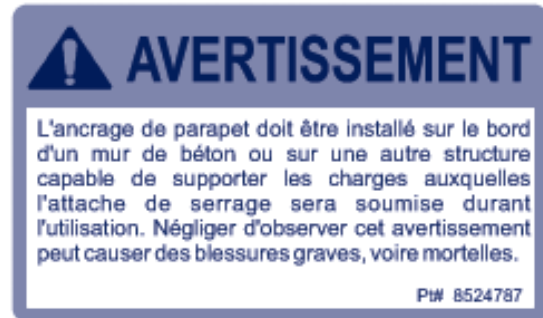 AVERTISSEMENT
L'ancrage de parapet doit être installé sur le bord
d'un mur de béton ou sur une autre structure
capable de supporter les charges auxquelles
l'attache de serrage sera soumise durant
l'utilisation. Négliger d'observer cet avertissement
peut causer des blessures graves, voire mortelles.
Pt# 8524787